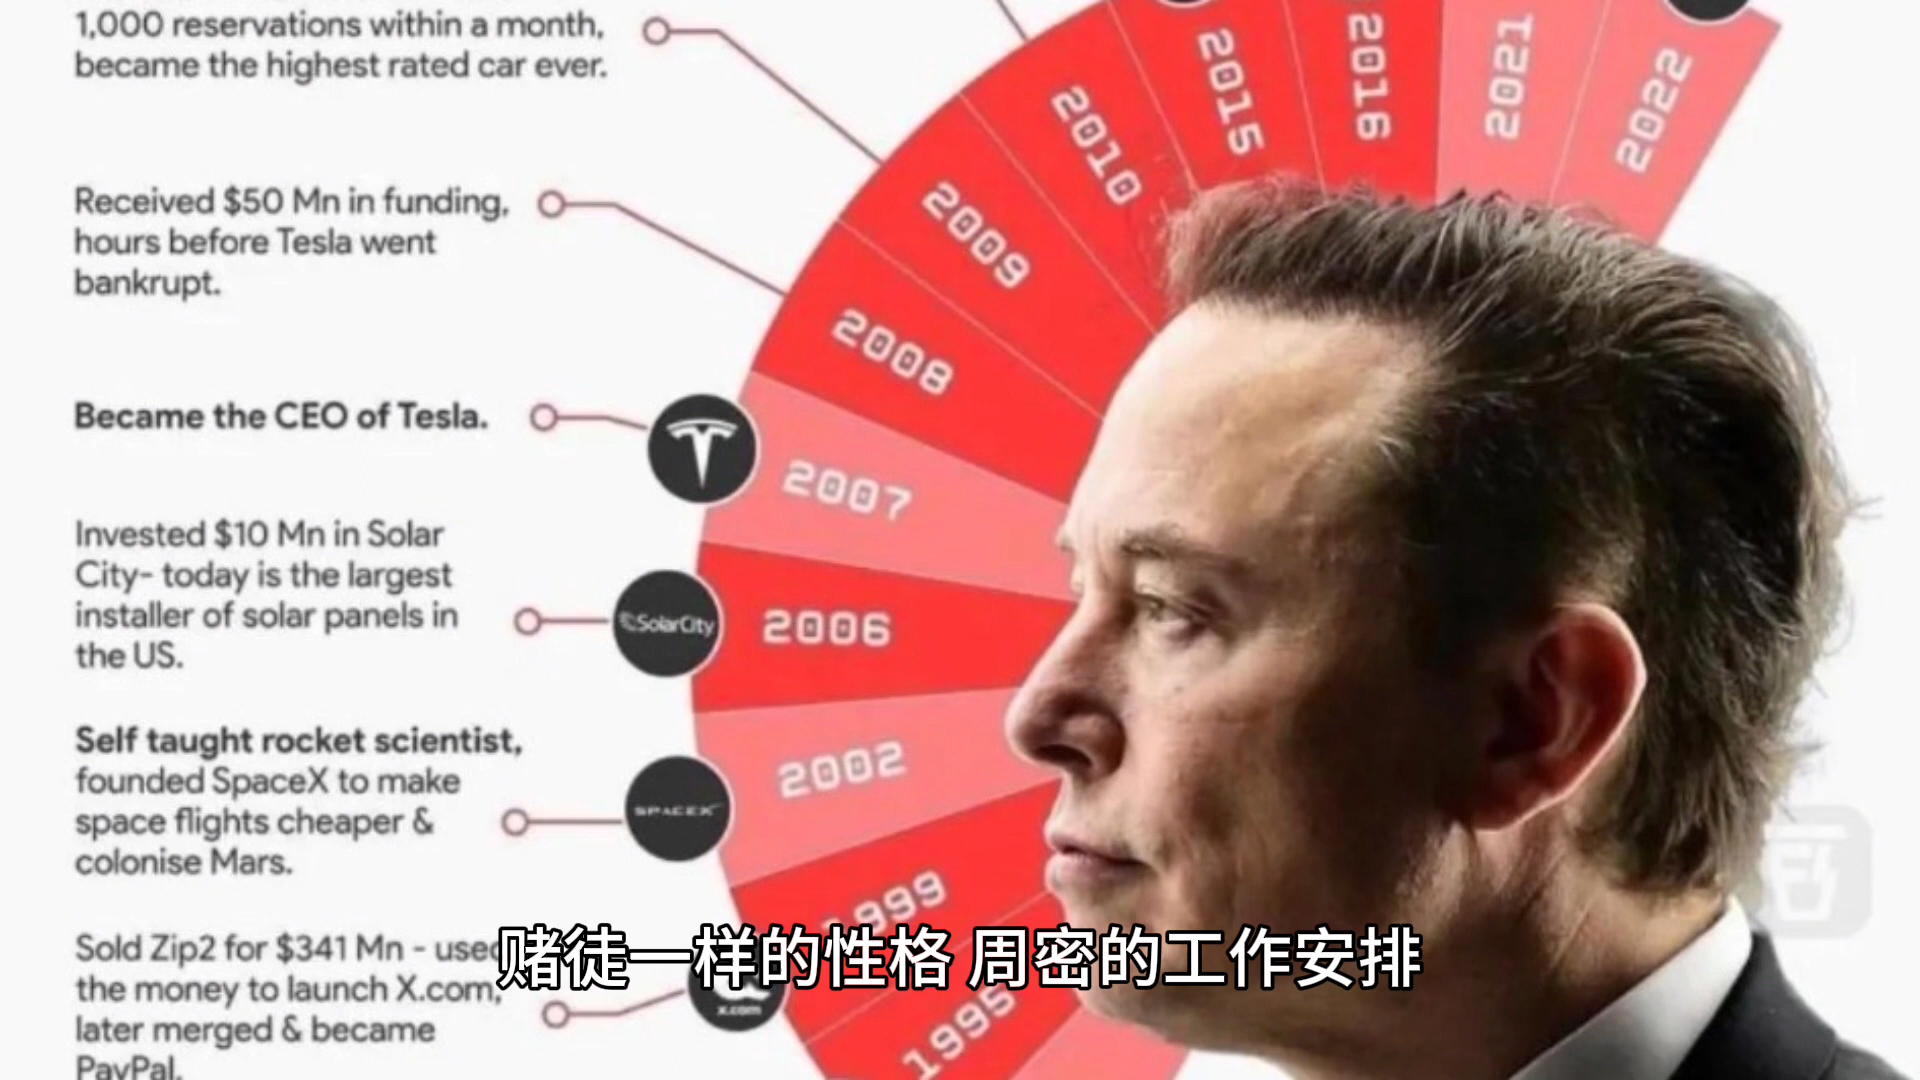 1,000 reservations within a month,
became the highest rated car ever.
Received $50 Mn in funding,
hours before Tesla went
bankrupt.
Became the CEO of Tesla.
Invested $10 Mn in Solar
City- today is the largest
installer of solar panels in
the US.
SolarCity
Self taught rocket scientist,
founded SpaceX to make
space flights cheaper &
colonise Mars.
SPACEX
Sold Zip2 for $341 Mn - used
the money to launch X.com,
later merged & became
PayPal.
x.com
2022
2021
2016
2015
2010
2009
2008
2007
2006
2002
1999
1995
赌徒一样的性格 周密的工作安排